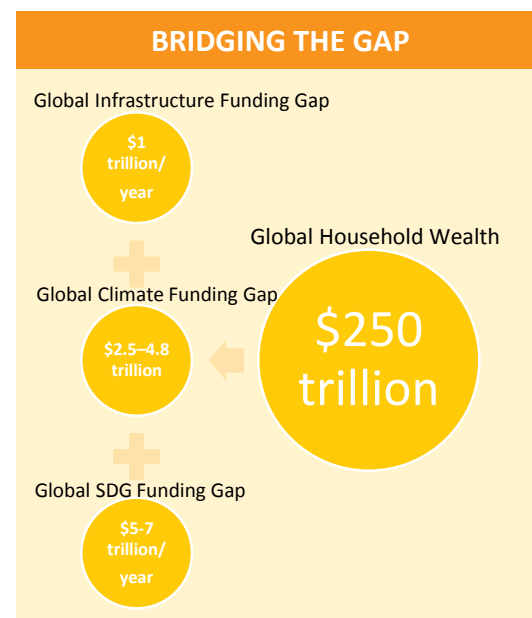 BRIDGING THE GAP
Global Infrastructure Funding Gap
$1
trillion/
year
Global Household Wealth
$250
trillion
Global Climate Funding Gap
$2.5–4.8
trillion
Global SDG Funding Gap
$5-7
trillion/
year